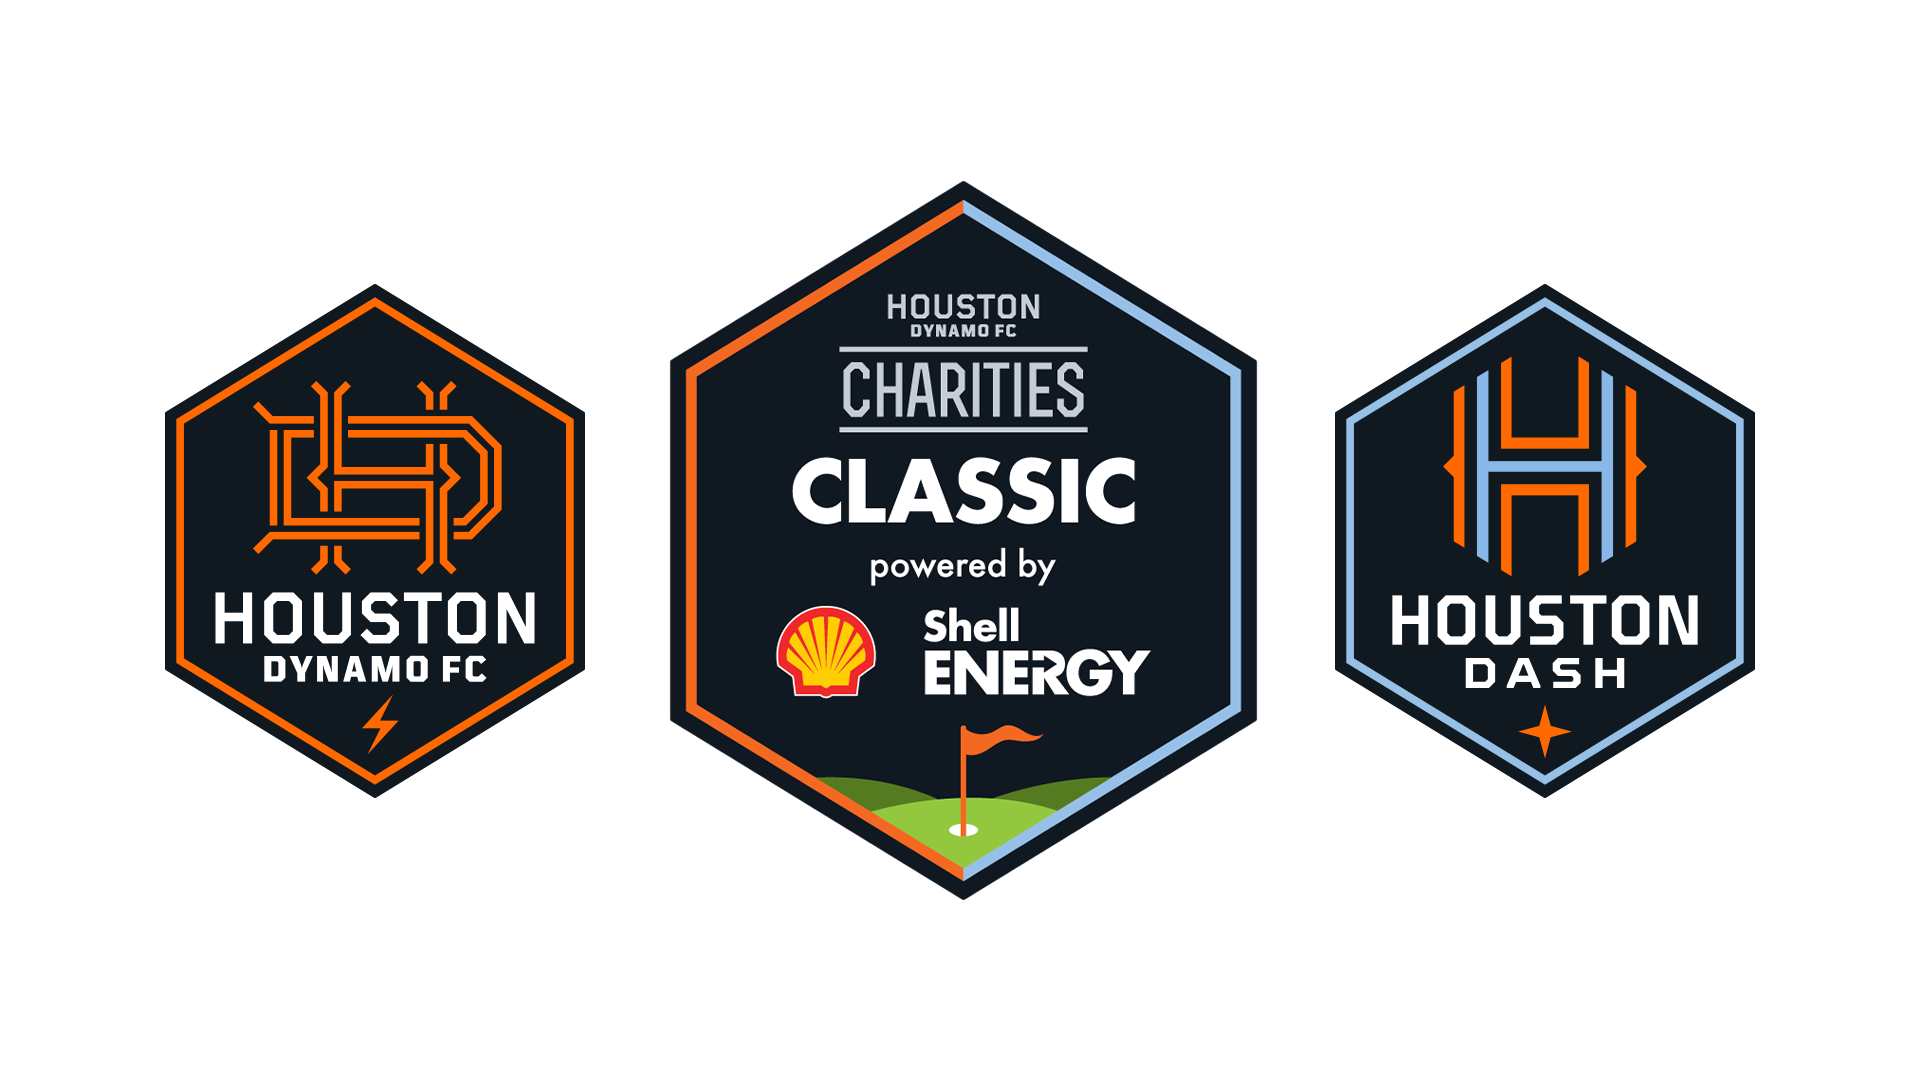 HOUSTON
DYNAMO FC
HOUSTON
DYNAMO FC
CHARITIES
CLASSIC
powered by
Shell
ENERGY
HOUSTON
DASH